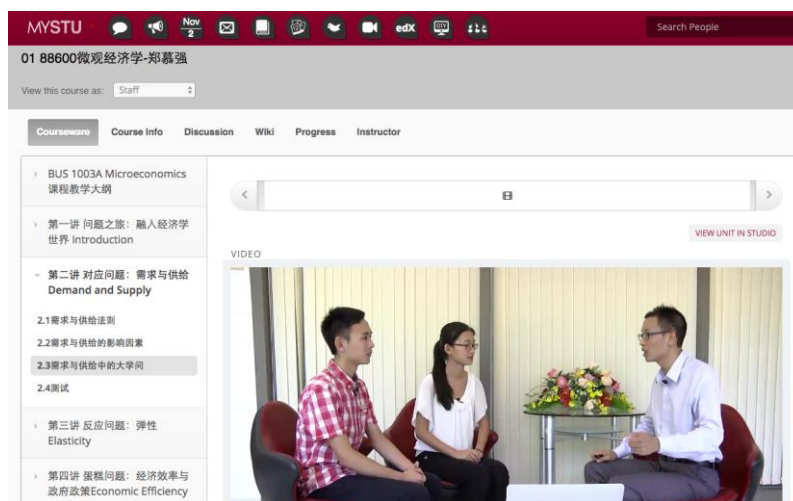 MYSTU
Nov
2
edX
DIY
Search People
01 88600微观经济学-郑慕强
View this course as: Staff
Courseware Course Info Discussion Wiki Progress Instructor
BUS 1003A Microeconomics
课程教学大纲
第一讲 问题之旅：融入经济学
世界 Introduction
VIEW UNIT IN STUDIO
VIDEO
第二讲 对应问题：需求与供给
Demand and Supply
2.1需求与供给法则
2.2需求与供给的影响因素
2.3需求与供给中的大学问
2.4测试
第三讲 反应问题：弹性
Elasticity
第四讲 蛋糕问题：经济效率与
政府政策Economic Efficiency